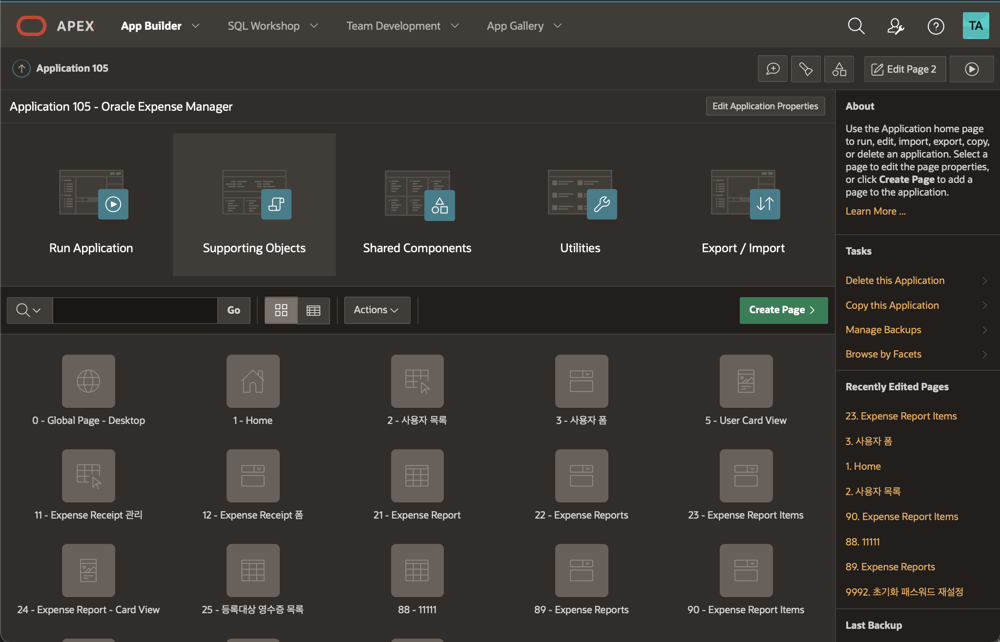 APEX
App Builder
SQL Workshop
Team Development
App Gallery
TA
Application 105
Edit Page 2
Application 105 - Oracle Expense Manager
Edit Application Properties
Run Application
Supporting Objects
Shared Components
Utilities
Export / Import
Go
Actions
Create Page
0 - Global Page - Desktop
1 - Home
2 - 사용자 목록
3 - 사용자 폼
5 - User Card View
11 - Expense Receipt 관리
12 - Expense Receipt 폼
21 - Expense Report
22 - Expense Reports
23 - Expense Report Items
24 - Expense Report - Card View
25 - 등록대상 영수증 목록
88 - 11111
89 - Expense Reports
90 - Expense Report Items
About
Use the Application home page
to run, edit, import, export, copy,
or delete an application. Select a
page to edit the page properties,
or click Create Page to add a
page to the application.
Learn More ...
Tasks
Delete this Application
Copy this Application
Manage Backups
Browse by Facets
Recently Edited Pages
23. Expense Report Items
3. 사용자 폼
1. Home
2. 사용자 목록
90. Expense Report Items
88. 11111
89. Expense Reports
9992. 초기화 패스워드 재설정
Last Backup